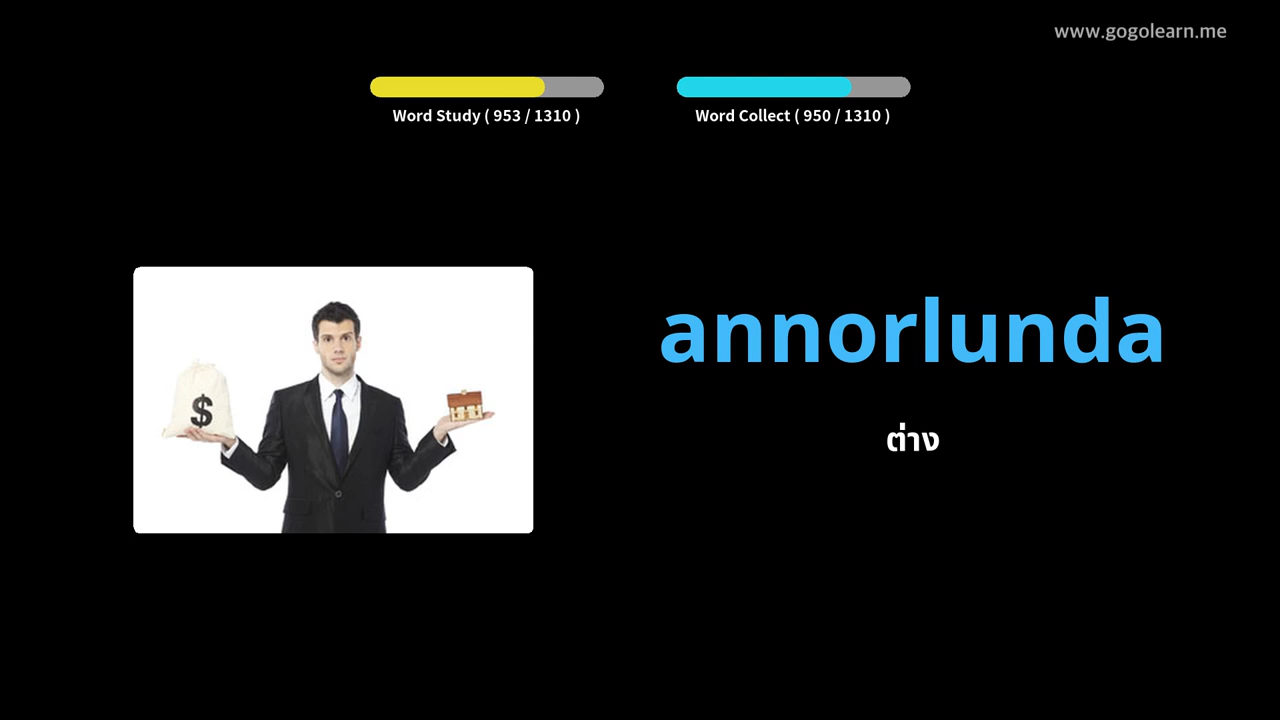 www.gogolearn.me
Word Study ( 953 / 1310 )
Word Collect ( 950 / 1310 )
$
annorlunda
ต่าง